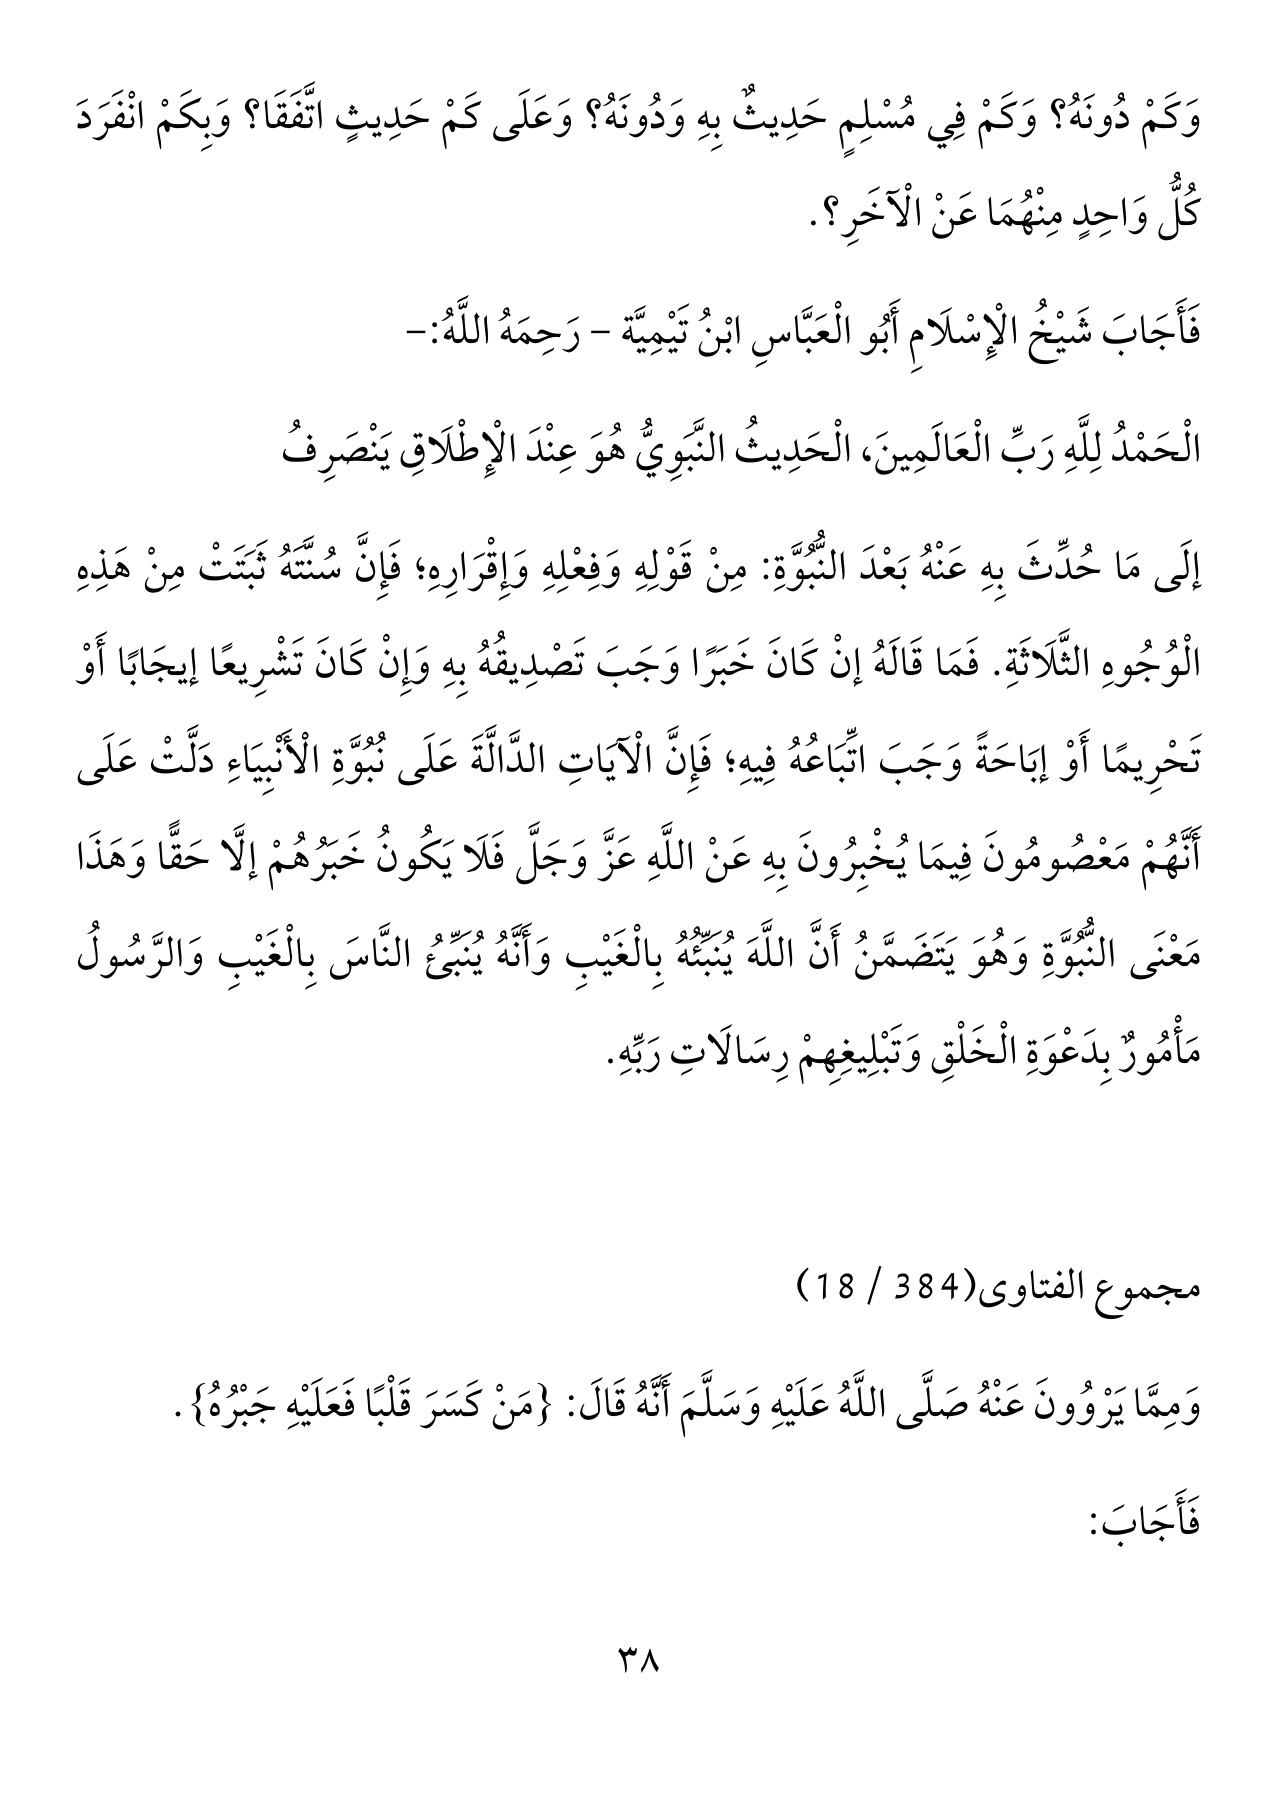 وَكَمْ دُونَهُ؟ وَكَمْ فِي مُسْلِمٍ حَدِيثٌ بِهِ وَدُونَهُ؟ وَعَلَى كَمْ حَدِيثٍ اتَّفَقَا؟ وَبِكَمْ انْفَرَدَ
كُلُّ وَاحِدٍ مِنْهُمَا عَنْ الْآخَرِ؟.
فَأَجَابَ شَيْخُ الْإِسْلَامِ أَبُو الْعَبَّاسِ ابْنُ تَيْمِيَّة – رَحِمَهُ اللَّهُ:–
الْحَمْدُ لِلَّهِ رَبِّ الْعَالَمِينَ، الْحَدِيثُ النَّبَوِيُّ هُوَ عِنْدَ الْإِطْلَاقِ يَنْصَرِفُ
إلَى مَا حُدِّثَ بِهِ عَنْهُ بَعْدَ النُّبُوَّةِ: مِنْ قَوْلِهِ وَفِعْلِهِ وَإِقْرَارِهِ؛ فَإِنَّ سُنَّتَهُ ثَبَتَتْ مِنْ هَذِهِ
الْوُجُوهِ الثَّلَاثَةِ. فَمَا قَالَهُ إنْ كَانَ خَبَرًا وَجَبَ تَصْدِيقُهُ بِهِ وَإِنْ كَانَ تَشْرِيعًا إيجَابًا أَوْ
تَحْرِيمًا أَوْ إبَاحَةً وَجَبَ اتِّبَاعُهُ فِيهِ؛ فَإِنَّ الْآيَاتِ الدَّالَّةَ عَلَى نُبُوَّةِ الْأَنْبِيَاءِ دَلَّتْ عَلَى
أَنَّهُمْ مَعْصُومُونَ فِيمَا يُخْبِرُونَ بِهِ عَنْ اللَّهِ عَزَّ وَجَلَّ فَلَا يَكُونُ خَبَرُهُمْ إلَّا حَقًّا وَهَذَا
مَعْنَى النُّبُوَّةِ وَهُوَ يَتَضَمَّنُ أَنَّ اللَّهَ يُنَبِّئُهُ بِالْغَيْبِ وَأَنَّهُ يُنَبِّئُ النَّاسَ بِالْغَيْبِ وَالرَّسُولُ
مَأْمُورٌ بِدَعْوَةِ الْخَلْقِ وَتَبْلِيغِهِمْ رِسَالَاتِ رَبِّهِ.
مجموع الفتاوى(384 / 18)
وَمِمَّا يَرْوُونَ عَنْهُ صَلَّى اللَّهُ عَلَيْهِ وَسَلَّمَ أَنَّهُ قَالَ: {مَنْ كَسَرَ قَلْبًا فَعَلَيْهِ جَبْرُهُ}.
فَأَجَابَ:
٣٨